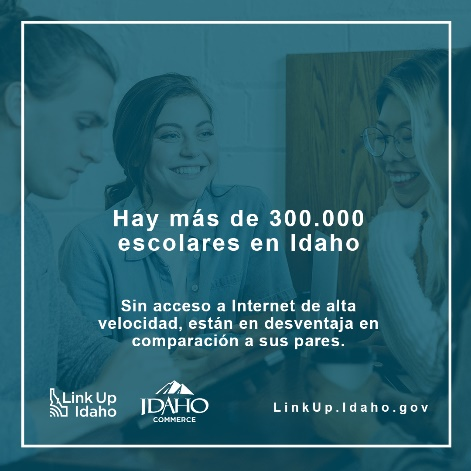 Hay más de 300.000
escolares en Idaho
Sin acceso a Internet de alta
velocidad, están en desventaja en
comparación a sus pares.
Link Up
Idaho
IDAHO
COMMERCE
LinkUp.Idaho.gov